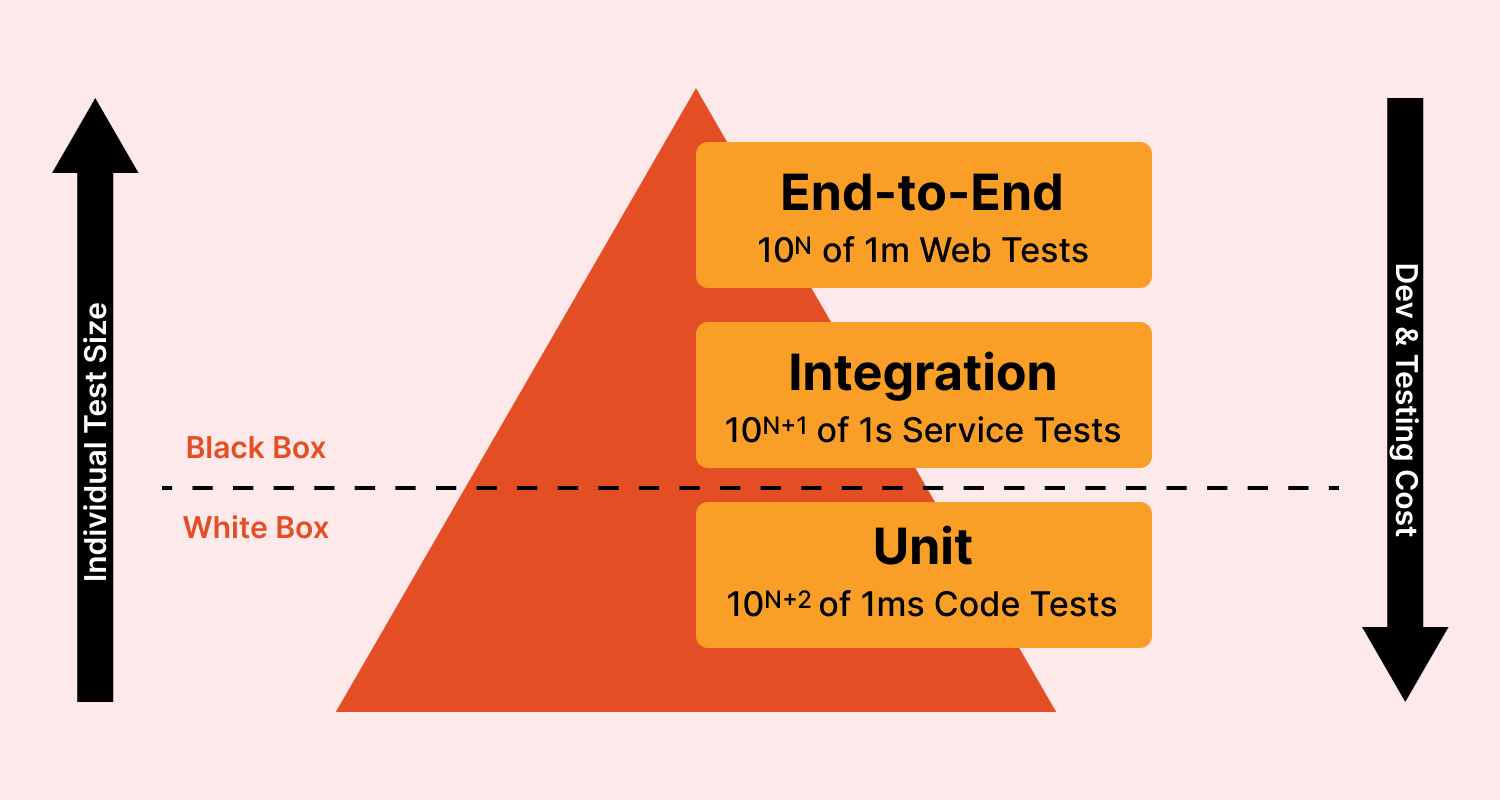 End-to-End
10ᴺ of 1m Web Tests
Integration
10ᴺ⁺¹ of 1s Service Tests
Unit
10ᴺ⁺² of 1ms Code Tests
Black Box
White Box
Individual Test Size
Dev & Testing Cost